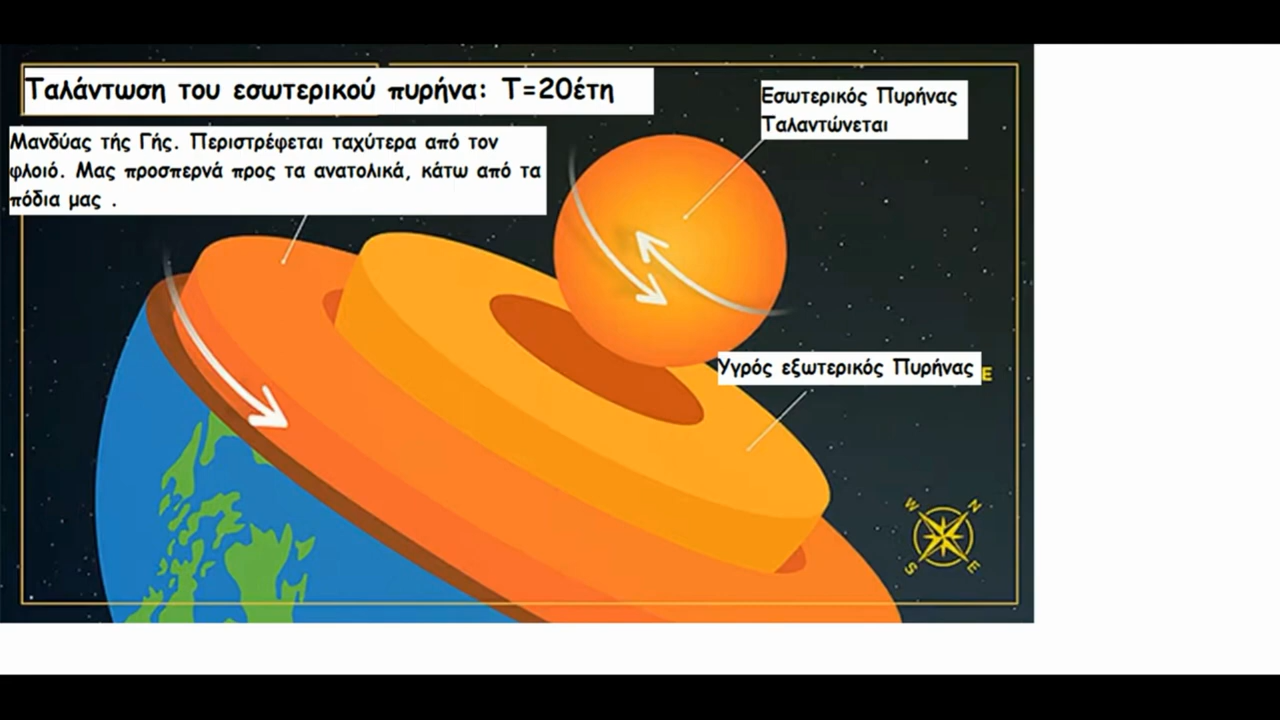 Ταλάντωση του εσωτερικού πυρήνα: Τ=20έτη
Μανδύας τής Γής. Περιστρέφεται ταχύτερα από τον
φλοιό. Μας προσπερνά προς τα ανατολικά, κάτω από τα
πόδια μας .
Εσωτερικός Πυρήνας
Ταλαντώνεται
Υγρός εξωτερικός Πυρήνας
E
W N
S E